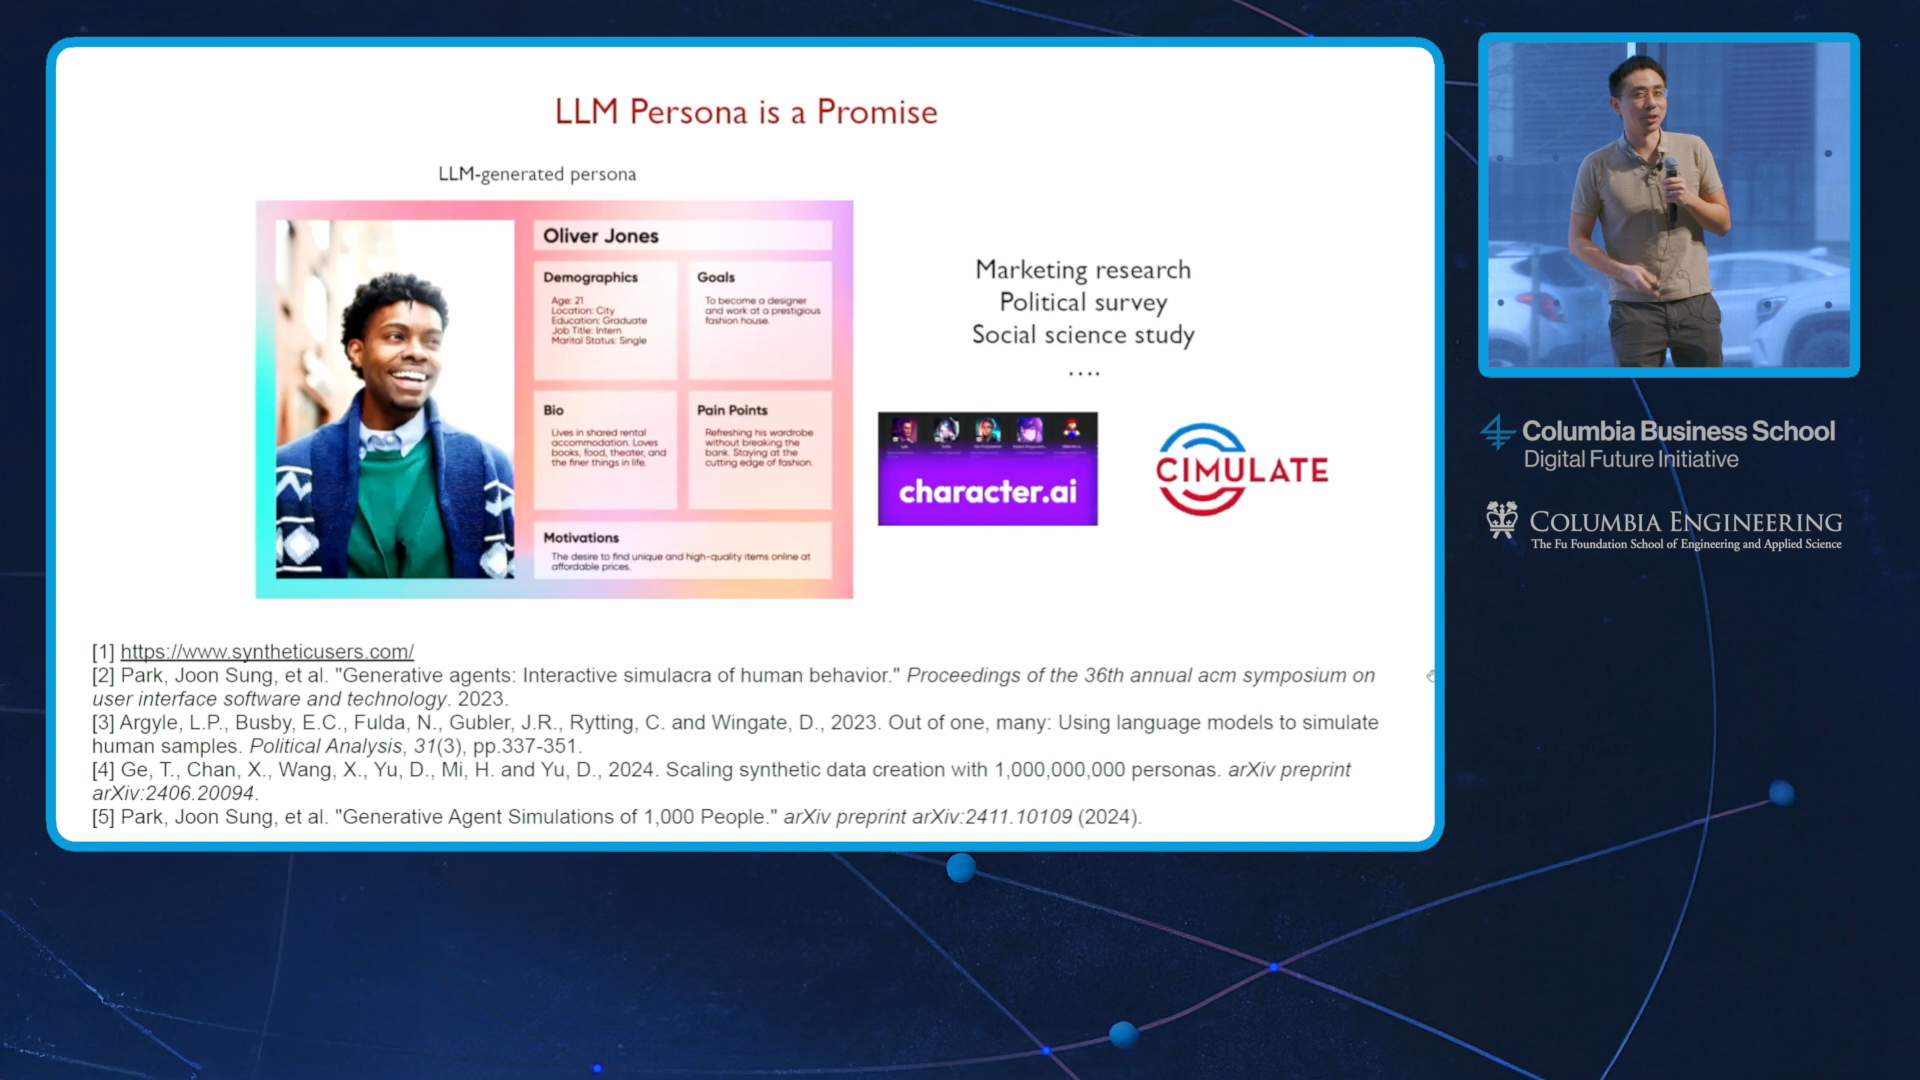 LLM Persona is a Promise
LLM-generated persona
Oliver Jones
Demographics
Age: 21
Location: City
Education: Graduate
Job Title: Intern
Marital Status: Single
Goals
To become a designer
and work at a prestigious
fashion house.
Bio
Lives in shared rental
accommodation. Loves
books, food, theater, and
the finer things in life.
Pain Points
Refreshing his wardrobe
without breaking the
bank. Staying at the
cutting edge of fashion.
Motivations
The desire to find unique and high-quality items online at
affordable prices.
Marketing research
Political survey
Social science study
....
character.ai
CIMULATE
[1] https://www.syntheticusers.com/
[2] Park, Joon Sung, et al. "Generative agents: Interactive simulacra of human behavior." Proceedings of the 36th annual acm symposium on
user interface software and technology. 2023.
[3] Argyle, L.P., Busby, E.C., Fulda, N., Gubler, J.R., Rytting, C. and Wingate, D., 2023. Out of one, many: Using language models to simulate
human samples. Political Analysis, 31(3), pp.337-351.
[4] Ge, T., Chan, X., Wang, X., Yu, D., Mi, H. and Yu, D., 2024. Scaling synthetic data creation with 1,000,000,000 personas. arXiv preprint
arXiv:2406.20094.
[5] Park, Joon Sung, et al. "Generative Agent Simulations of 1,000 People." arXiv preprint arXiv:2411.10109 (2024).
Columbia Business School
Digital Future Initiative
COLUMBIA ENGINEERING
The Fu Foundation School of Engineering and Applied Science